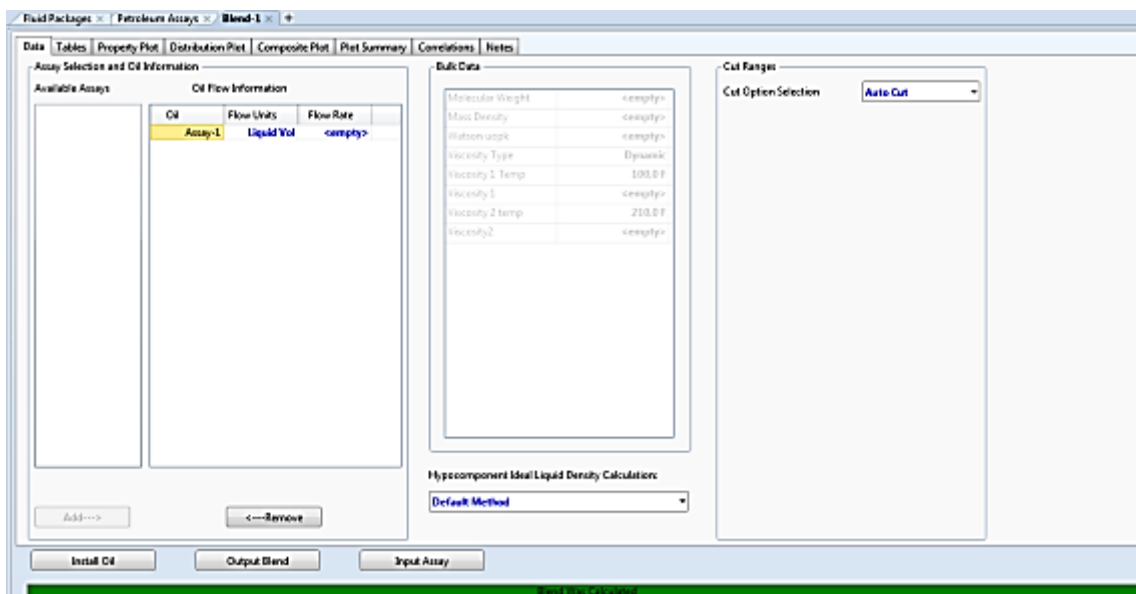 Fluid Packages × Petroleum Assays × Blend-1 × +
Data Tables Property Plot Distribution Plot Composite Plot Plot Summary Correlations Notes
Assay Selection and Oil Information
Available Assays Oil Flow Information
Oil Flow Units Flow Rate
Assay-1 Liquid Vol <empty>
Add---> <---Remove
Bulk Data
Molecular Weight <empty>
Mass Density <empty>
Watson uopk <empty>
Viscosity Type Dynamic
Viscosity 1 Temp 100.0 F
Viscosity 1 <empty>
Viscosity 2 temp 210.0 F
Viscosity2 <empty>
Hypocomponent Ideal Liquid Density Calculation:
Default Method
Cut Ranges
Cut Option Selection Auto Cut
Install Oil Output Blend Input Assay
Blend Was Calculated